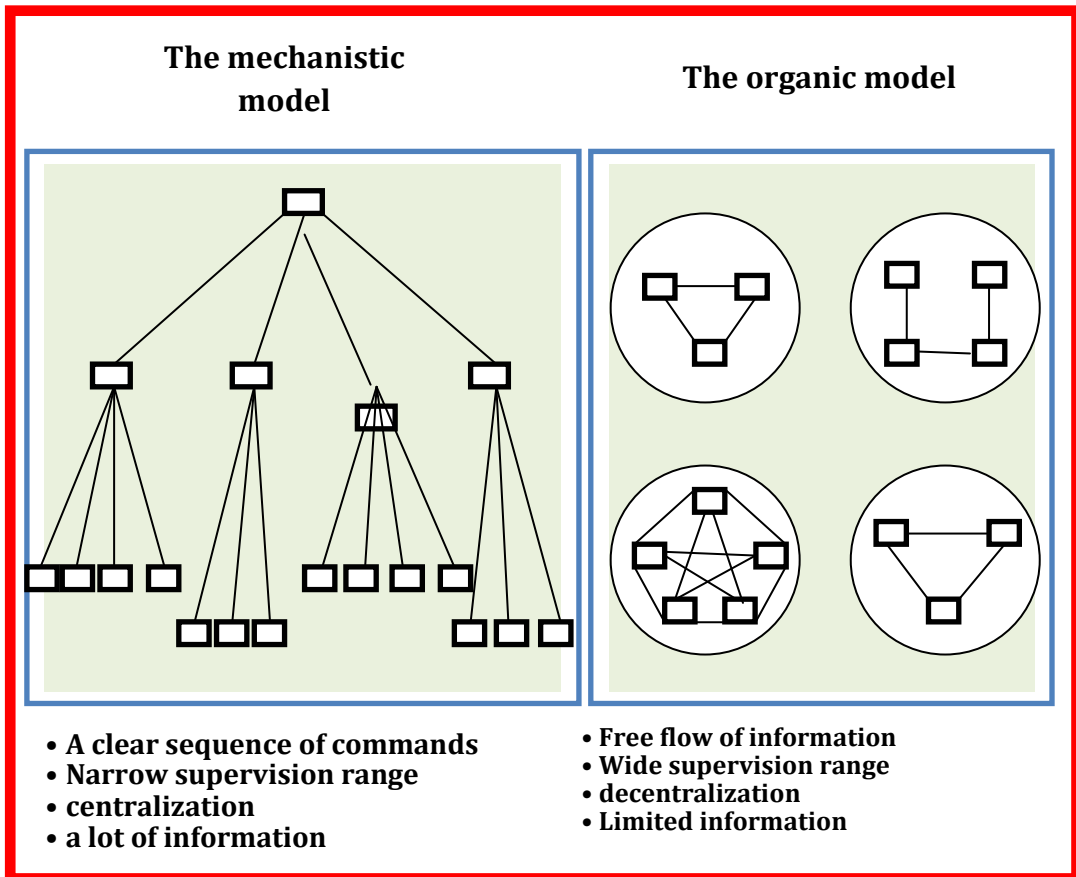 The mechanistic
model
The organic model
• A clear sequence of commands
• Narrow supervision range
• centralization
• a lot of information
• Free flow of information
• Wide supervision range
• decentralization
• Limited information